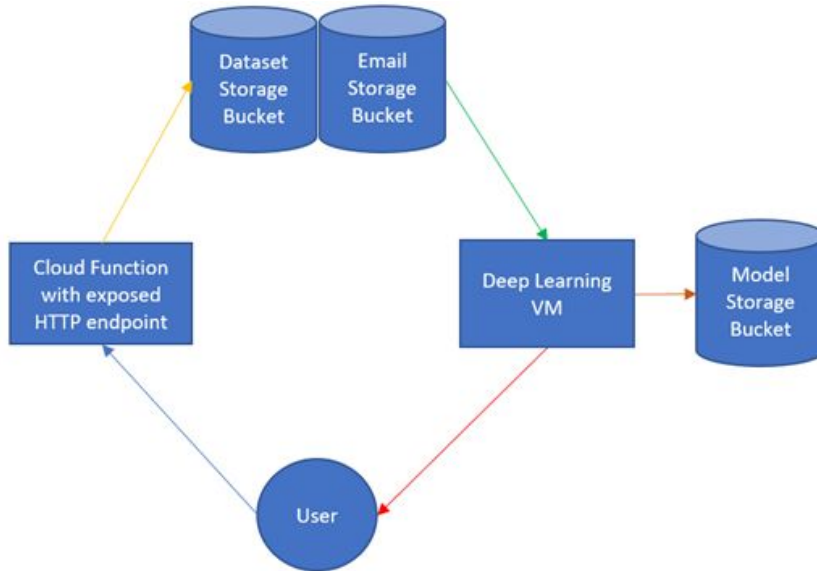 Dataset
Storage
Bucket
Email
Storage
Bucket
Cloud Function
with exposed
HTTP endpoint
Deep Learning
VM
Model
Storage
Bucket
User